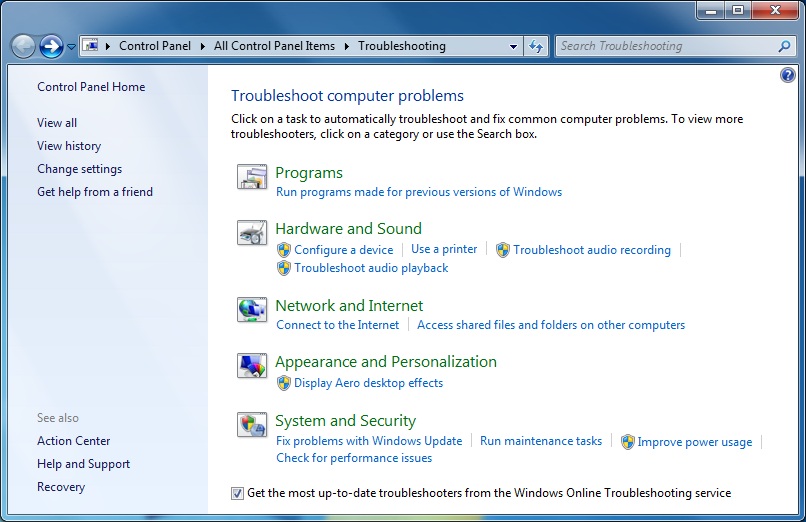 Control Panel All Control Panel Items Troubleshooting Search Troubleshooting
Control Panel Home
View all
View history
Change settings
Get help from a friend
Troubleshoot computer problems
Click on a task to automatically troubleshoot and fix common computer problems. To view more
troubleshooters, click on a category or use the Search box.
Programs
Run programs made for previous versions of Windows
Hardware and Sound
Configure a device Use a printer Troubleshoot audio recording
Troubleshoot audio playback
Network and Internet
Connect to the Internet Access shared files and folders on other computers
Appearance and Personalization
Display Aero desktop effects
System and Security
Fix problems with Windows Update Run maintenance tasks Improve power usage
Check for performance issues
Get the most up-to-date troubleshooters from the Windows Online Troubleshooting service
See also
Action Center
Help and Support
Recovery